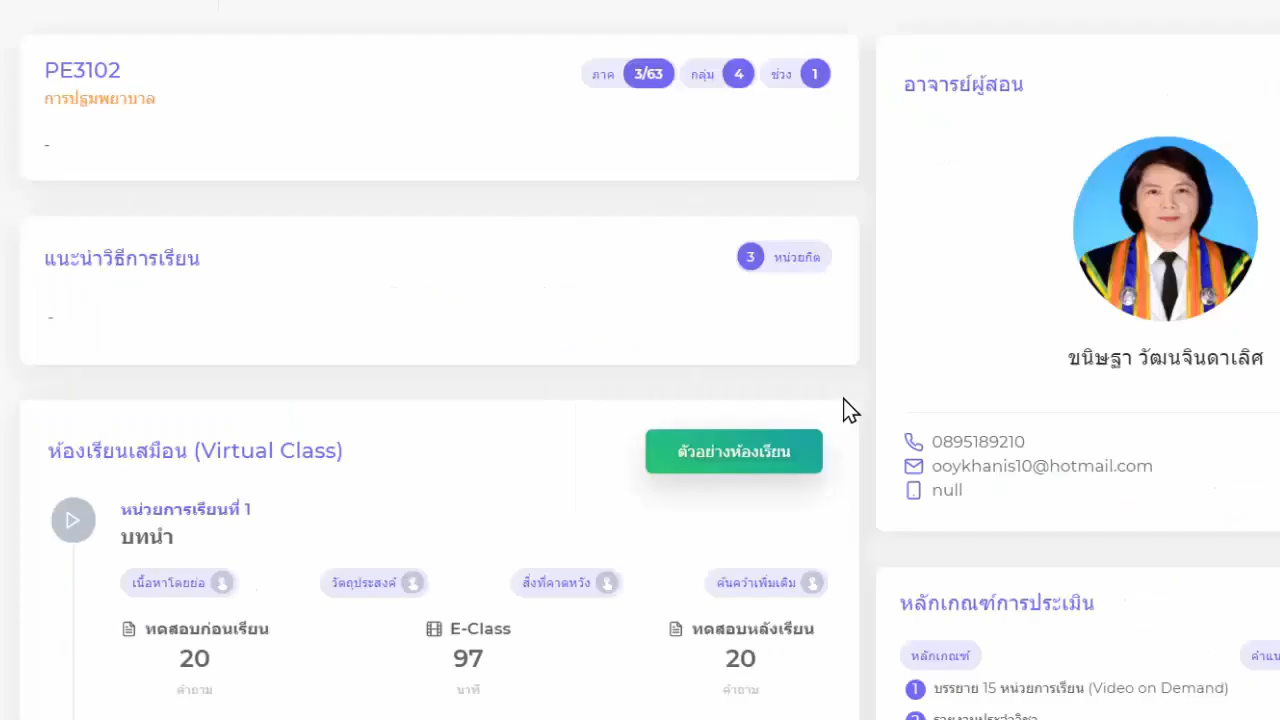 PE3102
การปฐมพยาบาล
-
ภาค 3/63 กลุ่ม 4 ช่วง 1
แนะนำวิธีการเรียน
3 หน่วยกิต
-
ห้องเรียนเสมือน (Virtual Class)
ตัวอย่างห้องเรียน
หน่วยการเรียนที่ 1
บทนำ
เนื้อหาโดยย่อ วัตถุประสงค์ สิ่งที่คาดหวัง ค้นคว้าเพิ่มเติม
ทดสอบก่อนเรียน E-Class ทดสอบหลังเรียน
20 97 20
คำถาม นาที คำถาม
อาจารย์ผู้สอน
ขนิษฐา วัฒนจินดาเลิศ
0895189210
ooykhanis10@hotmail.com
null
หลักเกณฑ์การประเมิน
หลักเกณฑ์
1 บรรยาย 15 หน่วยการเรียน (Video on Demand)